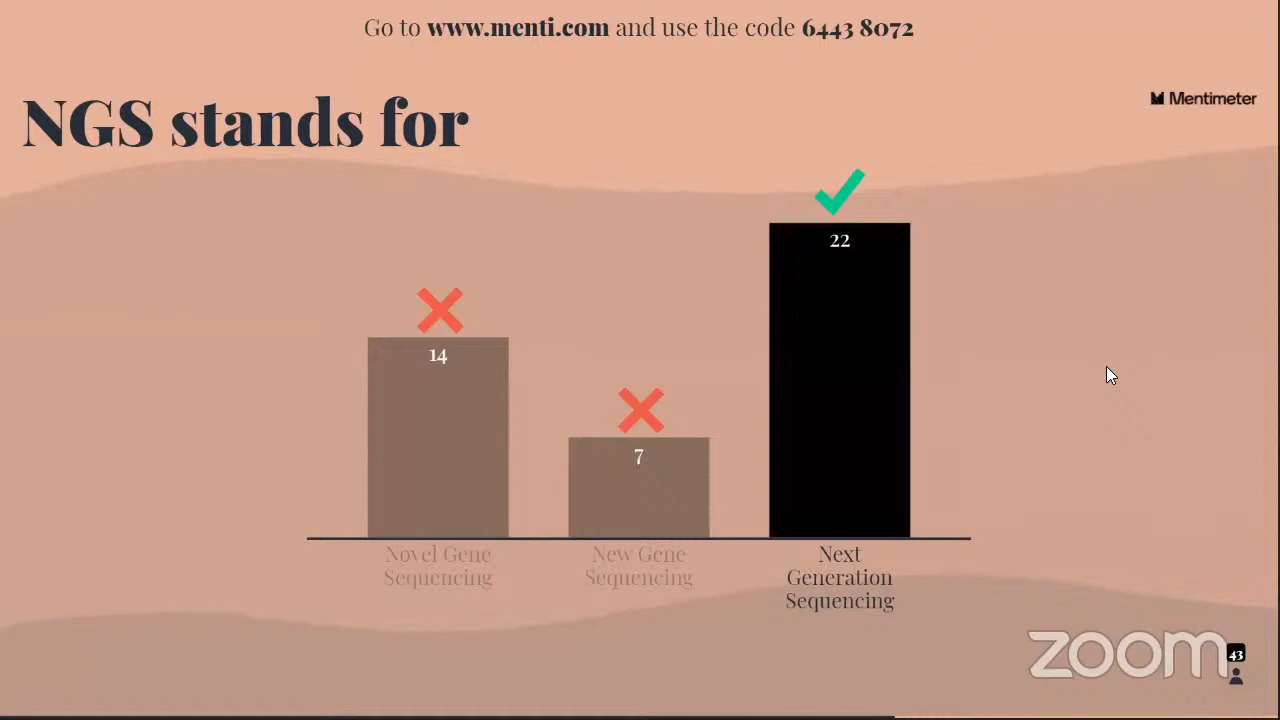 Go to www.menti.com and use the code 6443 8072
Mentimeter
NGS stands for
22
14
7
Novel Gene
Sequencing
New Gene
Sequencing
Next
Generation
Sequencing
zoom
43